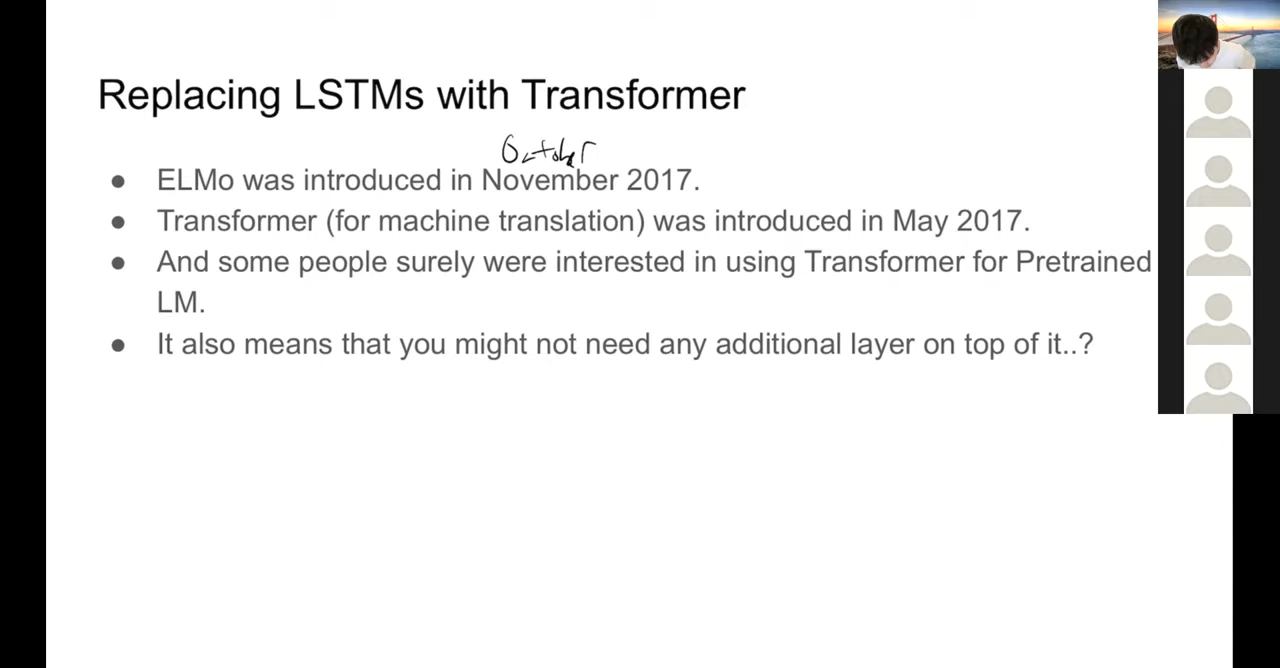 Replacing LSTMs with Transformer
October
● ELMo was introduced in November 2017.
● Transformer (for machine translation) was introduced in May 2017.
● And some people surely were interested in using Transformer for Pretrained
LM.
● It also means that you might not need any additional layer on top of it..?